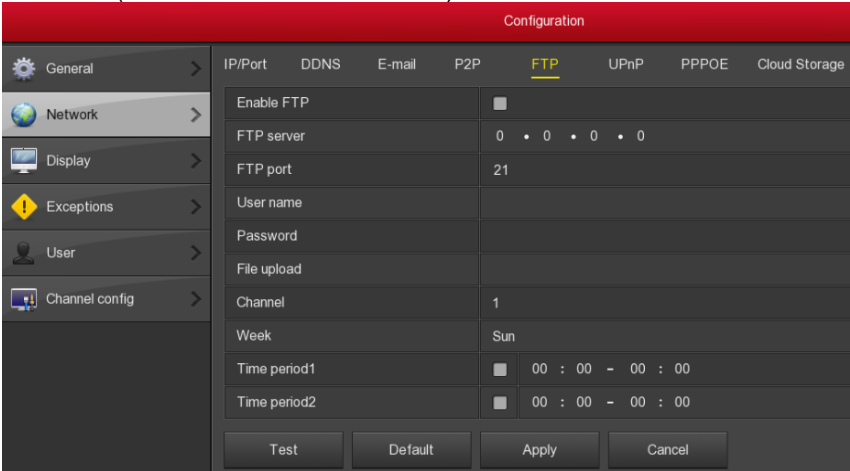 Configuration
General
Network
Display
Exceptions
User
Channel config
IP/Port DDNS E-mail P2P FTP UPnP PPPOE Cloud Storage
Enable FTP
FTP server 0 • 0 • 0 • 0
FTP port 21
User name
Password
File upload
Channel 1
Week Sun
Time period1 00 : 00 – 00 : 00
Time period2 00 : 00 – 00 : 00
Test Default Apply Cancel